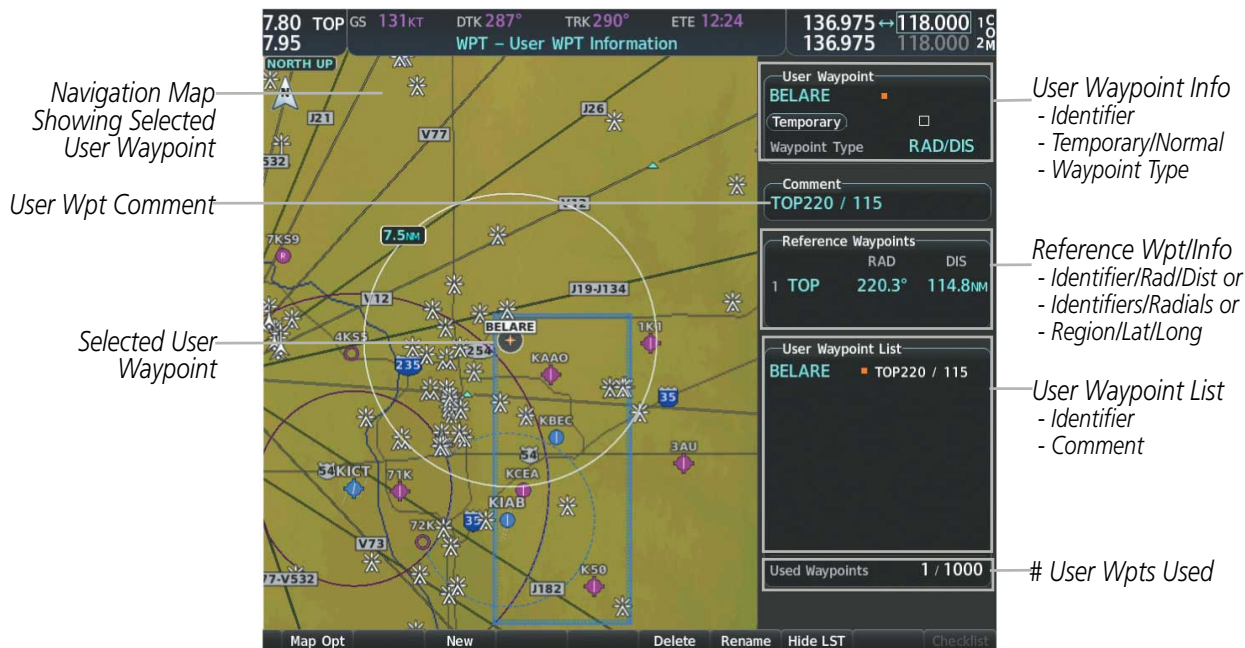 7.80 TOP GS 131KT DTK 287° TRK 290° ETE 12:24 136.975 ↔ 118.000 1 C
7.95 WPT – User WPT Information 136.975 118.000 2 O M
NORTH UP
N
Navigation Map
Showing Selected
User Waypoint
User Wpt Comment
Selected User
Waypoint
J21
J26
V77
532
V12
7KS9
R
7.5NM
J19-J134
V12
4KS5
BELARE
1K1
254
KAAO
235
35
KBEC
54
3AU
54
KICT
71K
KCEA
KIAB
35
72K
V73
77-V532
K50
J182
User Waypoint
BELARE
Temporary
Waypoint Type RAD/DIS
Comment
TOP220 / 115
Reference Waypoints
RAD DIS
1 TOP 220.3° 114.8NM
User Waypoint List
BELARE TOP220 / 115
Used Waypoints 1 / 1000
User Waypoint Info
- Identifier
- Temporary/Normal
- Waypoint Type
Reference Wpt/Info
- Identifier/Rad/Dist or
- Identifiers/Radials or
- Region/Lat/Long
User Waypoint List
- Identifier
- Comment
# User Wpts Used
Map Opt New Delete Rename Hide LST Checklist